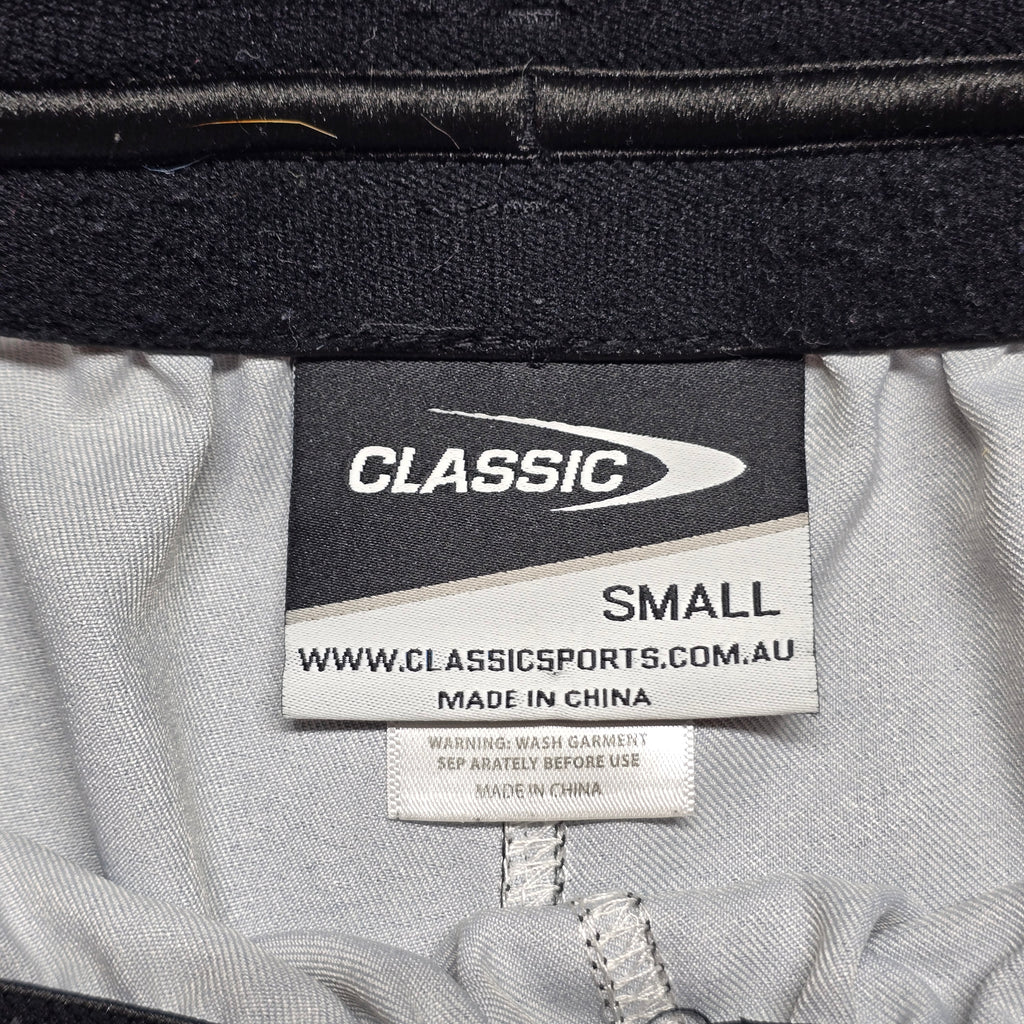 CLASSIC
SMALL
WWW.CLASSICSPORTS.COM.AU
MADE IN CHINA
WARNING: WASH GARMENT
SEP ARATELY BEFORE USE
MADE IN CHINA